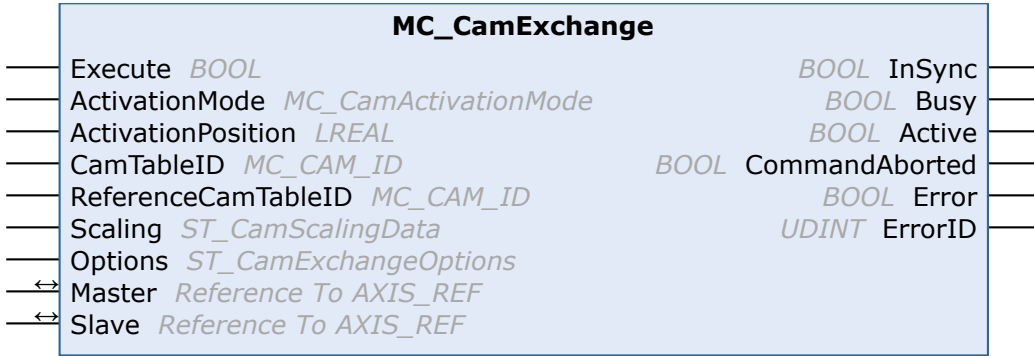 MC_CamExchange
Execute BOOL BOOL InSync
ActivationMode MC_CamActivationMode BOOL Busy
ActivationPosition LREAL BOOL Active
CamTableID MC_CAM_ID BOOL CommandAborted
ReferenceCamTableID MC_CAM_ID BOOL Error
Scaling ST_CamScalingData UDINT ErrorID
Options ST_CamExchangeOptions
Master Reference To AXIS_REF
Slave Reference To AXIS_REF